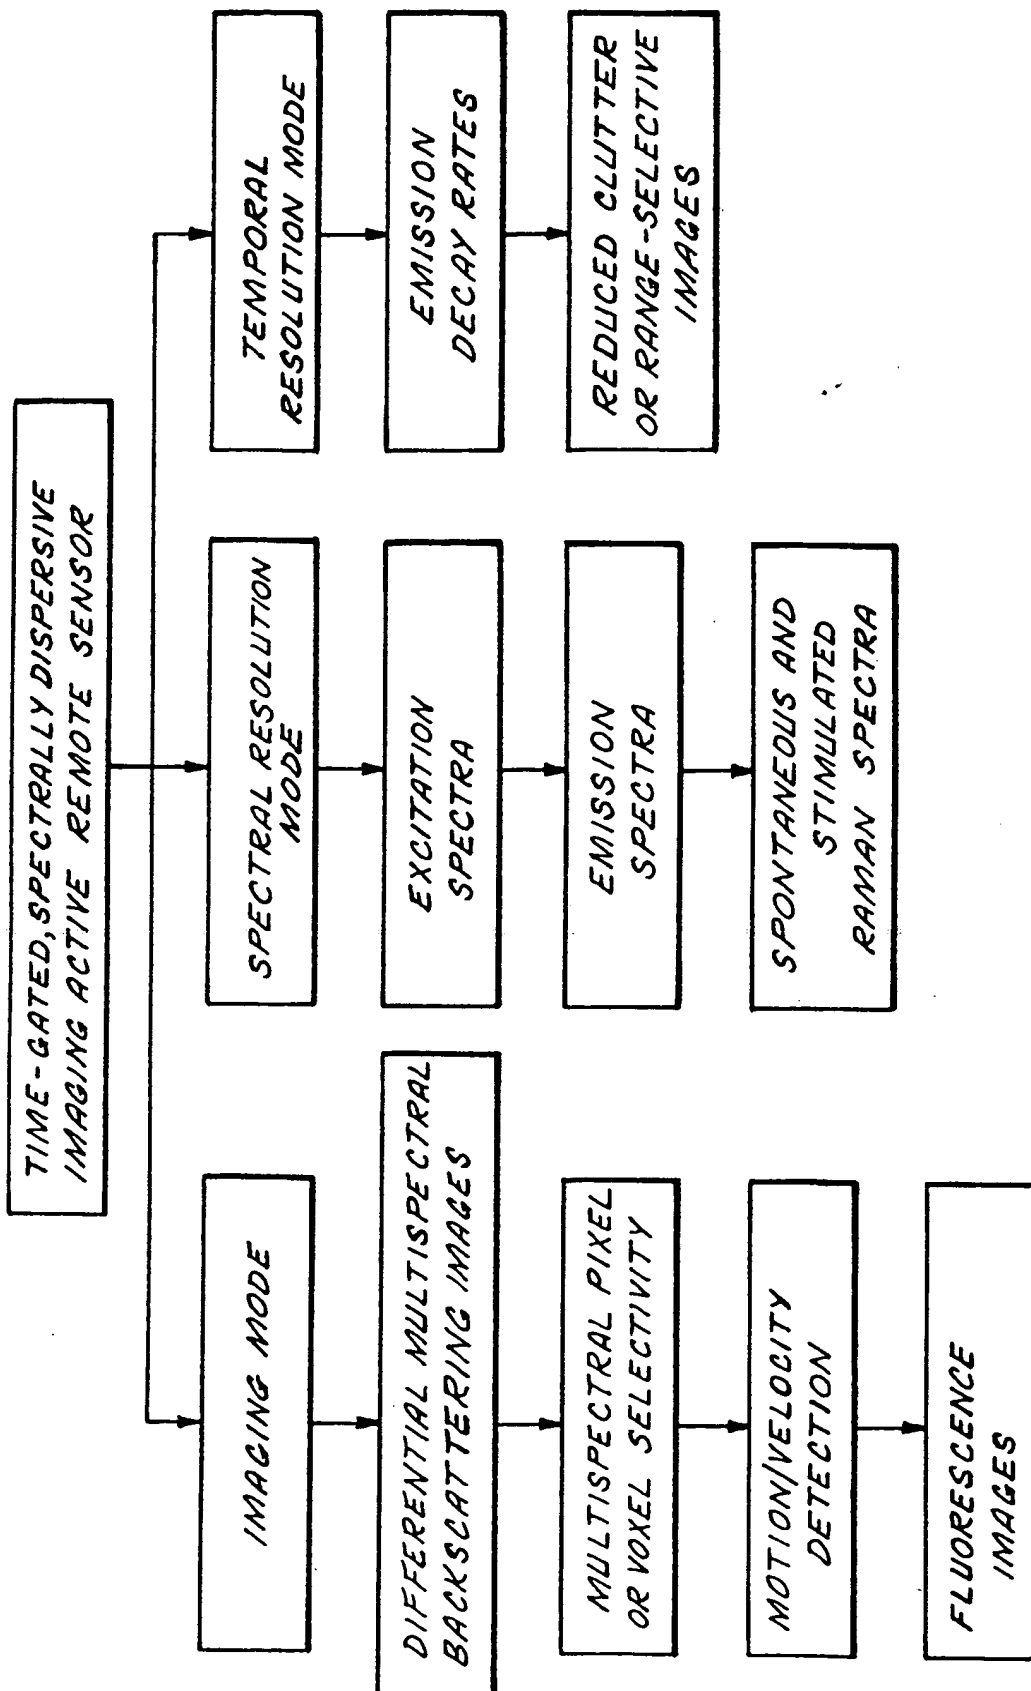 TIME-GATED, SPECTRALLY DISPERSIVE
IMAGING ACTIVE REMOTE SENSOR
IMAGING MODE
DIFFERENTIAL MULTISPECTRAL
BACKSCATTERING IMAGES
MULTISPECTRAL PIXEL
OR VOXEL SELECTIVITY
MOTION/VELOCITY
DETECTION
FLUORESCENCE
IMAGES
SPECTRAL RESOLUTION
MODE
EXCITATION
SPECTRA
EMISSION
SPECTRA
SPONTANEOUS AND
STIMULATED
RAMAN SPECTRA
TEMPORAL
RESOLUTION MODE
EMISSION
DECAY RATES
REDUCED CLUTTER
OR RANGE-SELECTIVE
IMAGES